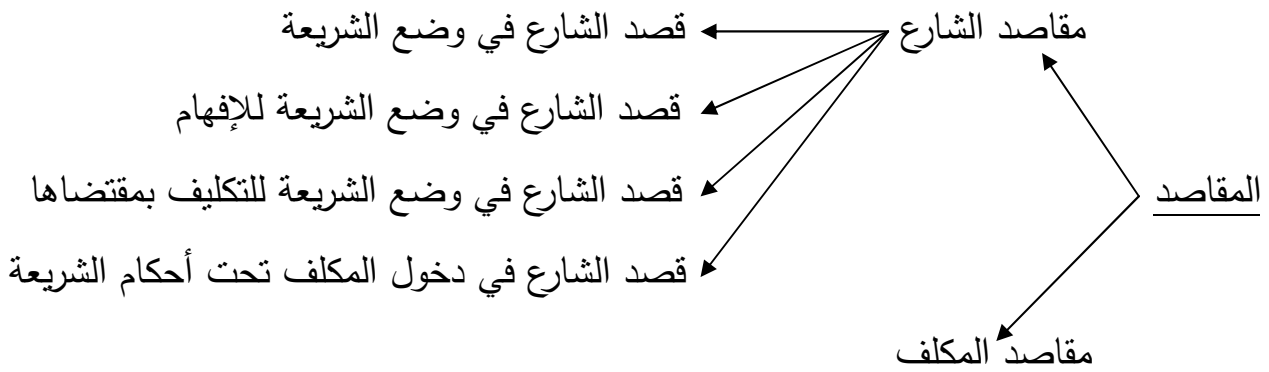 مقاصد الشارع
قصد الشارع في وضع الشريعة
قصد الشارع في وضع الشريعة للإفهام
المقاصد
قصد الشارع في وضع الشريعة للتكليف بمقتضاها
قصد الشارع في دخول المكلف تحت أحكام الشريعة
مقاصد المكلف